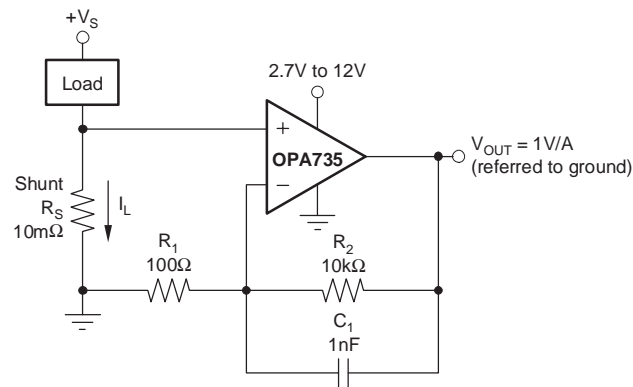 +V_S
Load
2.7V to 12V
+
OPA735
−
V_OUT = 1V/A
(referred to ground)
Shunt
R_S
10mΩ
I_L
R_1
100Ω
R_2
10kΩ
C_1
1nF